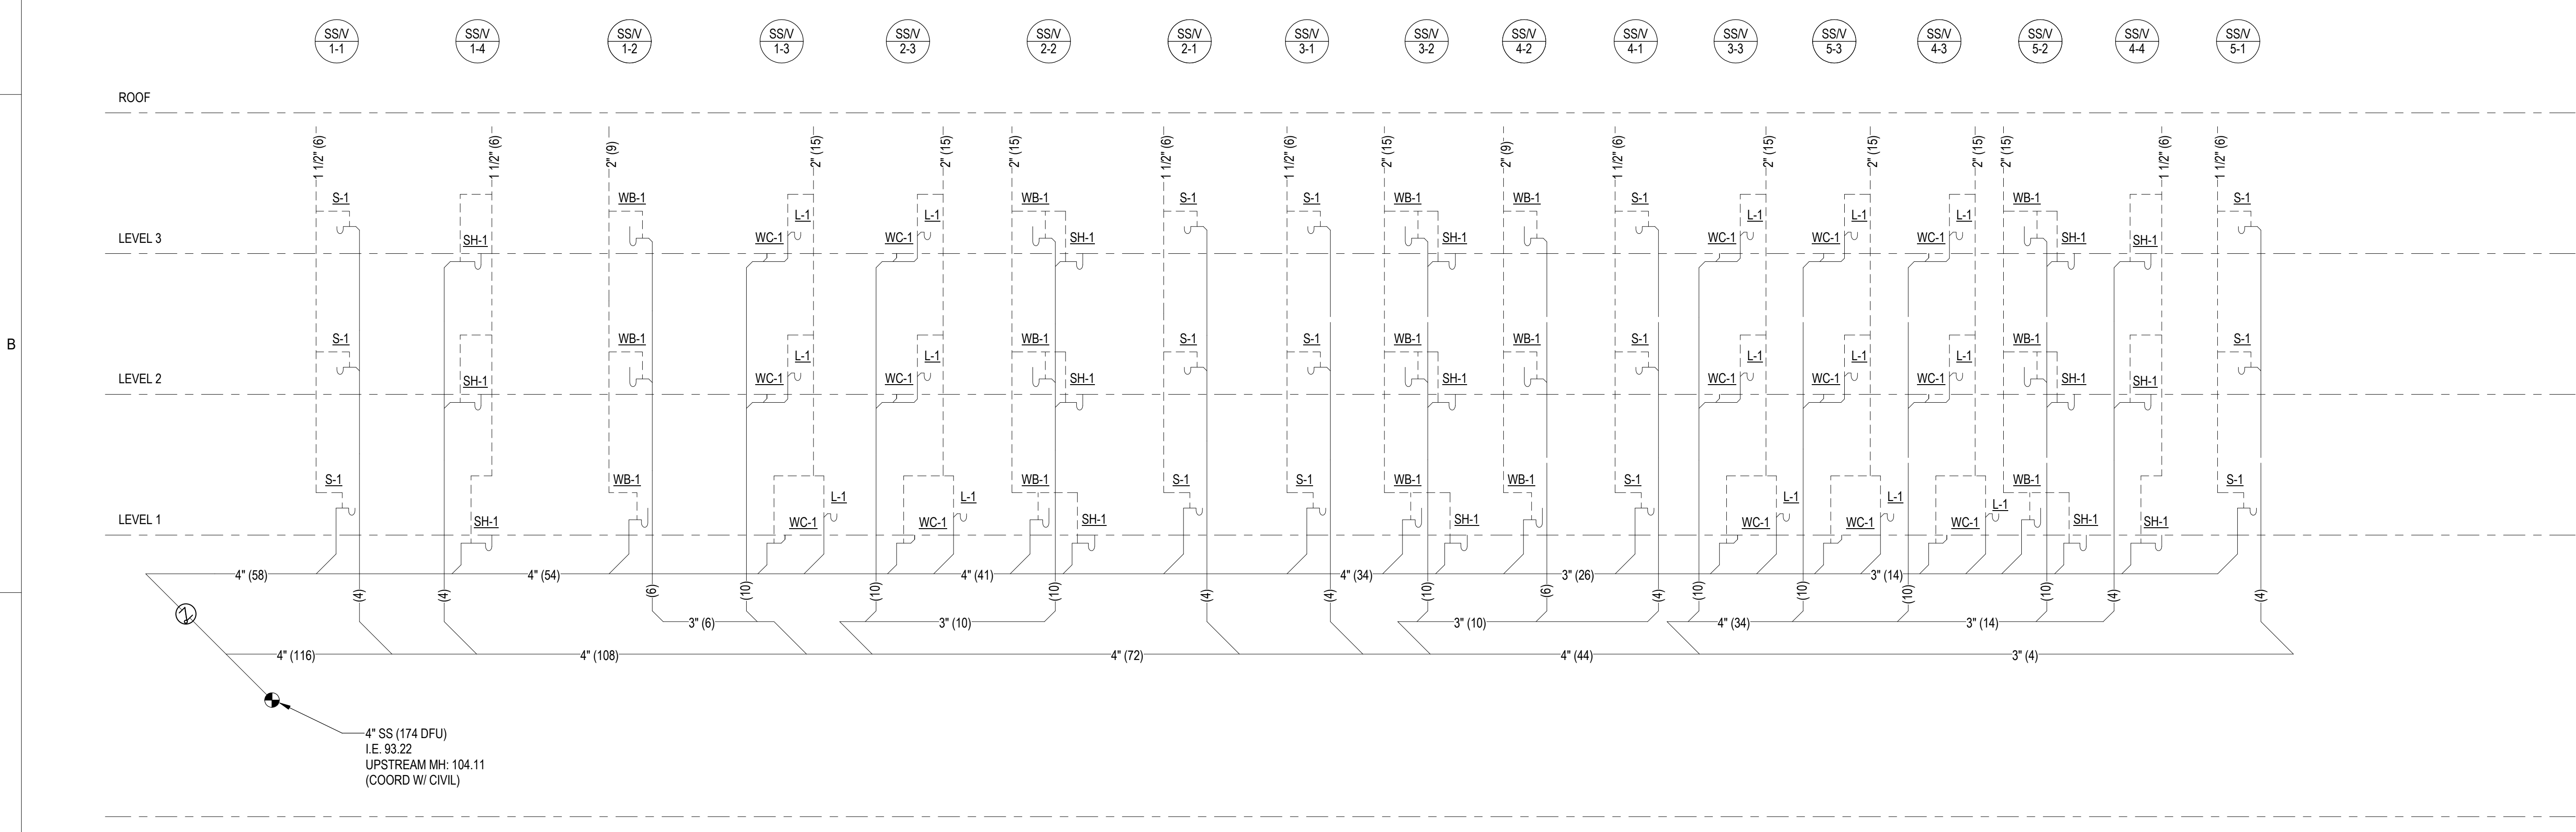 SS/V SS/V SS/V SS/V SS/V SS/V SS/V SS/V SS/V SS/V SS/V SS/V SS/V SS/V SS/V SS/V SS/V
1-1 1-4 1-2 1-3 2-3 2-2 2-1 3-1 3-2 4-2 4-1 3-3 5-3 4-3 5-2 4-4 5-1
ROOF
1 1/2" (6) 1 1/2" (6) 2" (9) 2" (15) 2" (15) 2" (15) 1 1/2" (6) 1 1/2" (6) 2" (15) 2" (9) 1 1/2" (6) 2" (15) 2" (15) 2" (15) 2" (15) 1 1/2" (6) 1 1/2" (6)
S-1 WB-1 WB-1 S-1 S-1 WB-1 WB-1 S-1 WB-1 S-1
L-1 L-1 L-1 L-1 L-1
LEVEL 3 SH-1 WC-1 WC-1 SH-1 SH-1 WC-1 WC-1 WC-1 SH-1 SH-1
S-1 WB-1 WB-1 S-1 S-1 WB-1 WB-1 S-1 WB-1 S-1
L-1 L-1 L-1 L-1 L-1
LEVEL 2 SH-1 WC-1 WC-1 SH-1 SH-1 WC-1 WC-1 WC-1 SH-1 SH-1
S-1 WB-1 WB-1 S-1 S-1 WB-1 WB-1 S-1 WB-1 S-1
L-1 L-1 L-1 L-1 L-1
LEVEL 1 SH-1 WC-1 WC-1 SH-1 SH-1 WC-1 WC-1 WC-1 SH-1 SH-1
4" (58) 4" (54) 4" (41) 4" (34) 3" (26) 3" (14)
(4) (4) (6) (10) (10) (10) (4) (4) (10) (6) (4) (10) (10) (10) (10) (4) (4)
2
3" (6) 3" (10) 3" (10) 4" (34) 3" (14)
4" (116) 4" (108) 4" (72) 4" (44) 3" (4)
4" SS (174 DFU)
I.E. 93.22
UPSTREAM MH: 104.11
(COORD W/ CIVIL)
B